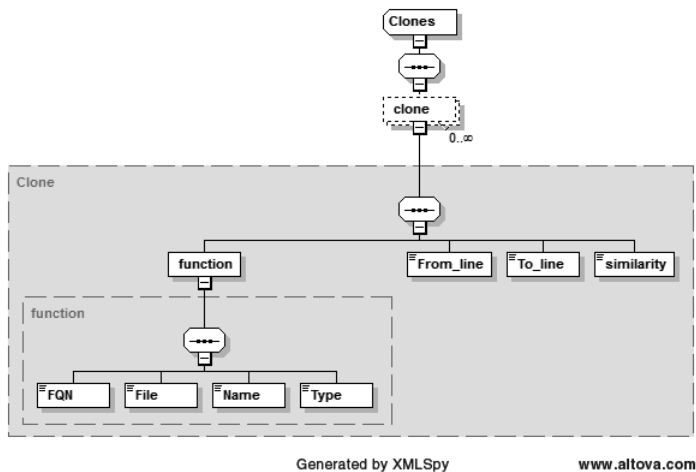 Clones
clone
0..∞
Clone
function
From_line
To_line
similarity
function
FQN
File
Name
Type
Generated by XMLSpy
www.altova.com